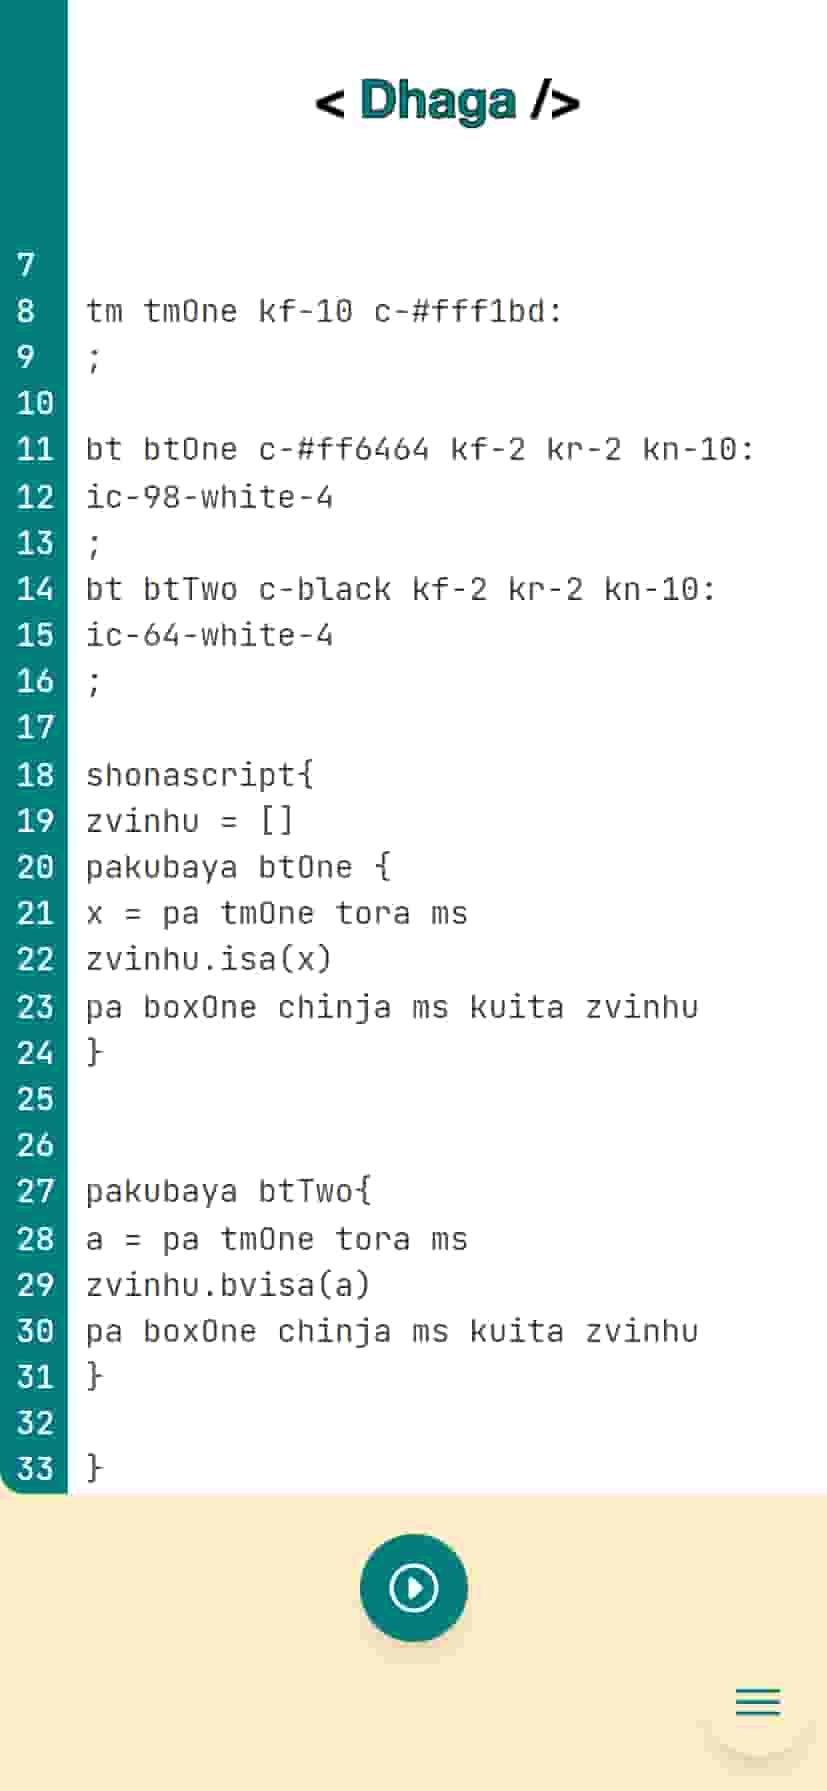 < Dhaga />
7
8 tm tmOne kf-10 c-#fff1bd:
9 ;
10
11 bt btOne c-#ff6464 kf-2 kr-2 kn-10:
12 ic-98-white-4
13 ;
14 bt btTwo c-black kf-2 kr-2 kn-10:
15 ic-64-white-4
16 ;
17
18 shonascript{
19 zvinhu = []
20 pakubaya btOne {
21 x = pa tmOne tora ms
22 zvinhu.isa(x)
23 pa boxOne chinja ms kuita zvinhu
24 }
25
26
27 pakubaya btTwo{
28 a = pa tmOne tora ms
29 zvinhu.bvisa(a)
30 pa boxOne chinja ms kuita zvinhu
31 }
32
33 }